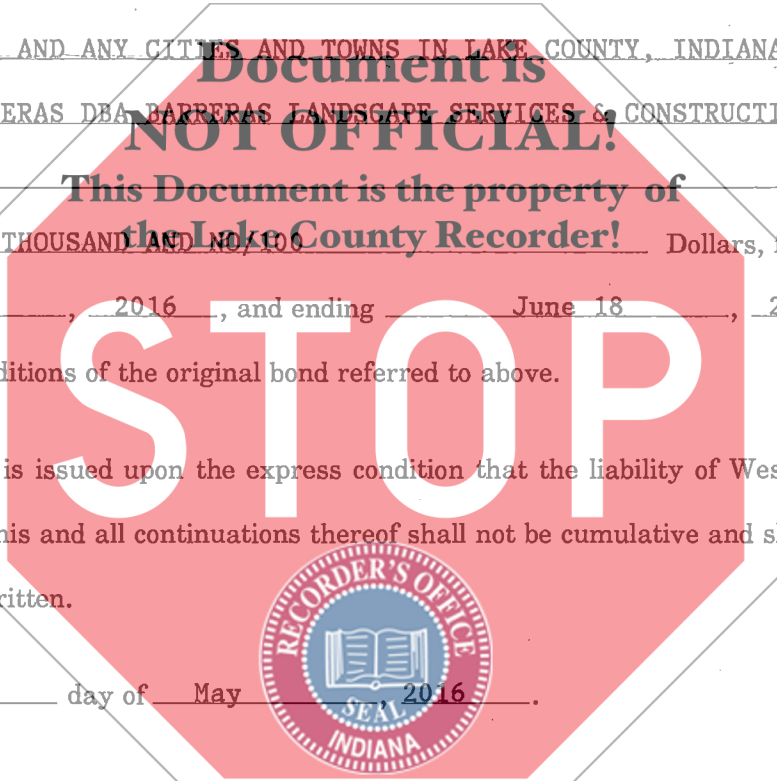 AND ANY CITIES AND TOWNS IN LAKE COUNTY, INDIANA
Document is
ERAS DBA BARRERAS LANDSCAPE SERVICES & CONSTRUCTI
NOT OFFICIAL!
This Document is the property of
the Lake County Recorder!
THOUSAND AND NO/100 Dollars,
, 2016 , and ending June 18 , 2
STOP
ditions of the original bond referred to above.
is issued upon the express condition that the liability of Wes
his and all continuations thereof shall not be cumulative and s
ritten.
RECORDER'S OFFICE
day of May , 2016 .
SEAL
INDIANA